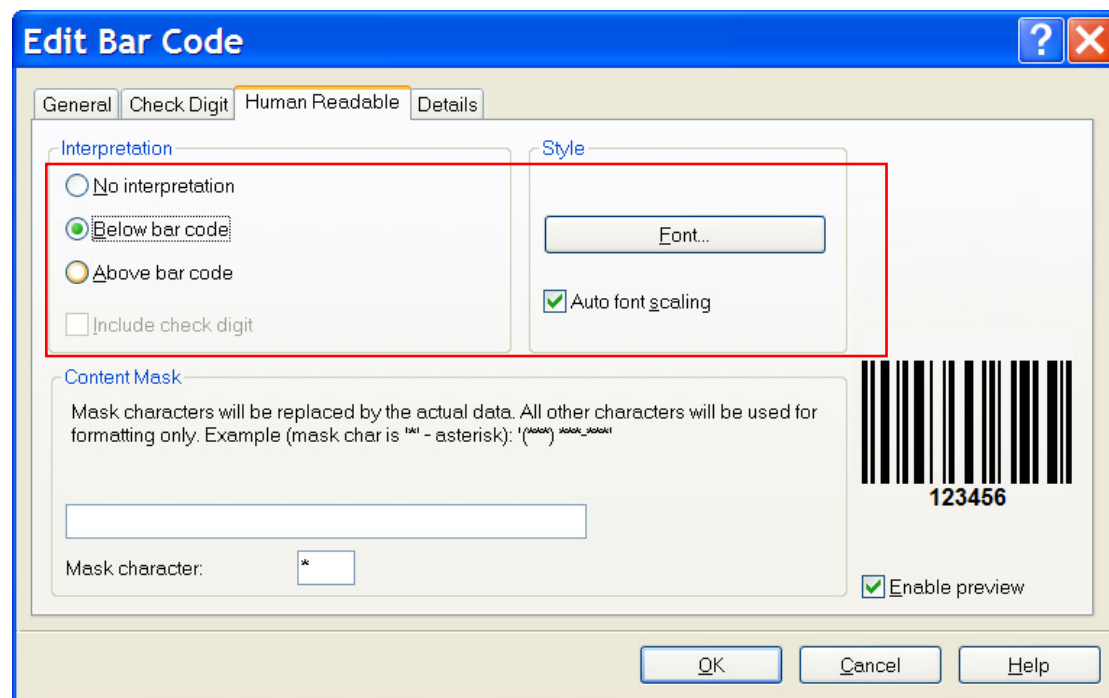 Edit Bar Code
?
General Check Digit Human Readable Details
Interpretation
No interpretation
Below bar code
Above bar code
Include check digit
Style
Font...
Auto font scaling
Content Mask
Mask characters will be replaced by the actual data. All other characters will be used for
formatting only. Example (mask char is '*' - asterisk): '(***) ***-****'
Mask character: *
123456
Enable preview
OK Cancel Help